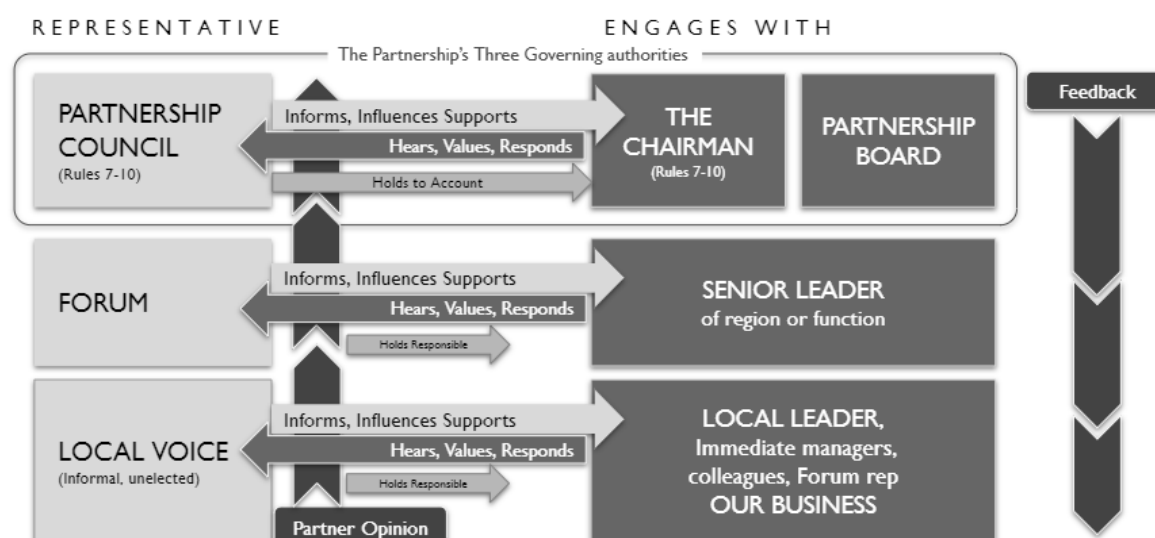 REPRESENTATIVE
ENGAGES WITH
The Partnership's Three Governing authorities
PARTNERSHIP
COUNCIL
(Rules 7-10)
Informs, Influences Supports
Hears, Values, Responds
Holds to Account
THE
CHAIRMAN
(Rules 7-10)
PARTNERSHIP
BOARD
Feedback
FORUM
Informs, Influences Supports
Hears, Values, Responds
Holds Responsible
SENIOR LEADER
of region or function
LOCAL VOICE
(Informal, unelected)
Informs, Influences Supports
Hears, Values, Responds
Holds Responsible
LOCAL LEADER,
Immediate managers,
colleagues, Forum rep
OUR BUSINESS
Partner Opinion